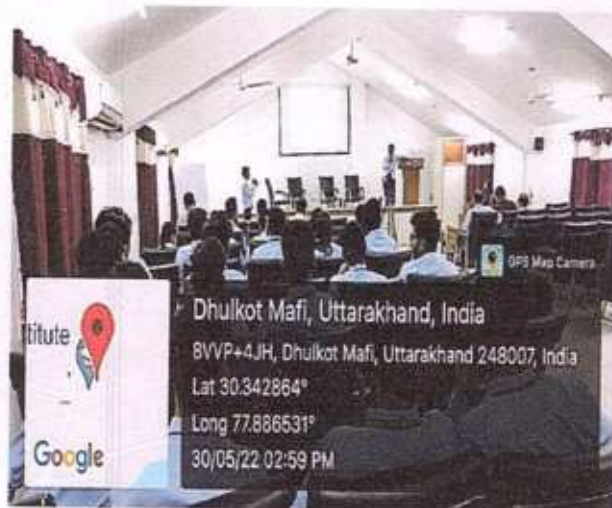 GPS Map Camera
titute
Google
Dhulkot Mafi, Uttarakhand, India
8VVP+4JH, Dhulkot Mafi, Uttarakhand 248007, India
Lat 30.342864°
Long 77.886531°
30/05/22 02:59 PM